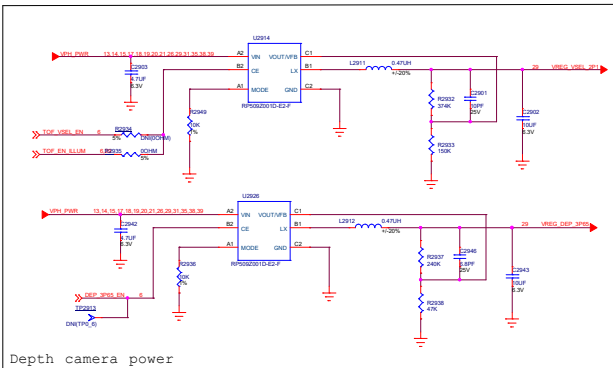 U2914
VPH_PWR 13,14,15,17,18,19,20,21,26,29,31,35,38,39
A2 VIN VOUT/VFB C1
B2 CE LX B1
A1 MODE GND C2
RP509Z001D-E2-F
C2903
4.7UF
6.3V
L2911 0.47UH
+/-20%
29 VREG_VSEL_2P1
R2932
374K
C2901
10PF
25V
C2902
10UF
6.3V
R2933
150K
R2949
10K
1%
TOF_VSEL_EN 6
R2934
5% DNI(0OHM)
TOF_EN_ILLUM
R2935 0OHM
5%
U2926
VPH_PWR 13,14,15,17,18,19,20,21,26,29,31,35,38,39
A2 VIN VOUT/VFB C1
B2 CE LX B1
A1 MODE GND C2
RP509Z001D-E2-F
C2942
4.7UF
6.3V
L2912 0.47UH
+/-20%
29 VREG_DEP_3P65
R2937
240K
C2946
6.8PF
25V
C2943
10UF
6.3V
R2938
47K
R2936
10K
1%
DEP_3P65_EN 6
TP2913
DNI(TP0_6)
Depth camera power